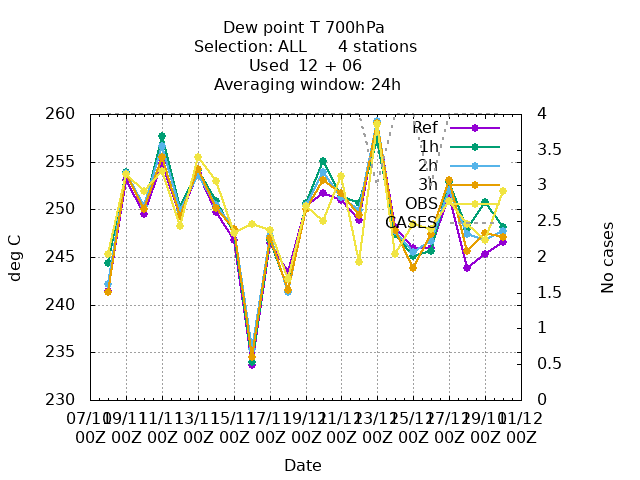 Dew point T 700hPa
Selection: ALL      4 stations
Used  12 + 06
Averaging window: 24h
260
255
250
245
240
235
230
deg C
4
3.5
3
2.5
2
1.5
1
0.5
0
No cases
Ref
1h
2h
3h
OBS
CASES
07/11 09/11 11/11 13/11 15/11 17/11 19/12 21/12 23/12 25/12 27/12 29/10 01/12
00Z 00Z 00Z 00Z 00Z 00Z 00Z 00Z 00Z 00Z 00Z 00Z 00Z
Date